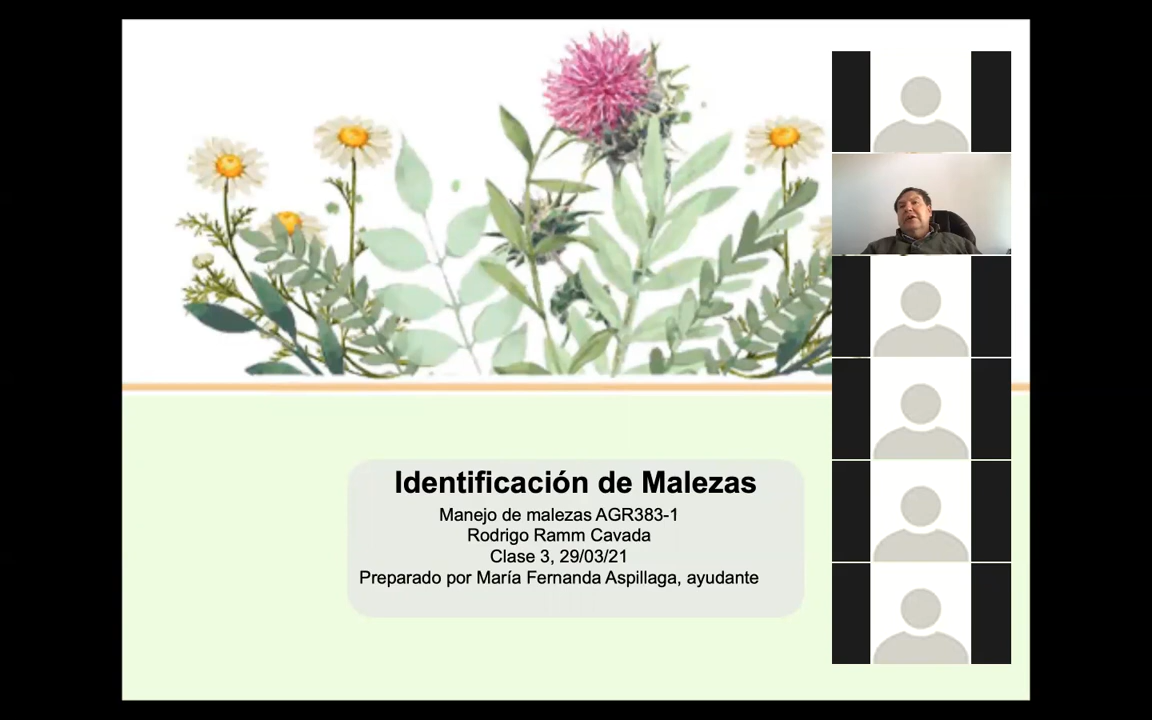 Identificación de Malezas
Manejo de malezas AGR383-1
Rodrigo Ramm Cavada
Clase 3, 29/03/21
Preparado por María Fernanda Aspillaga, ayudante